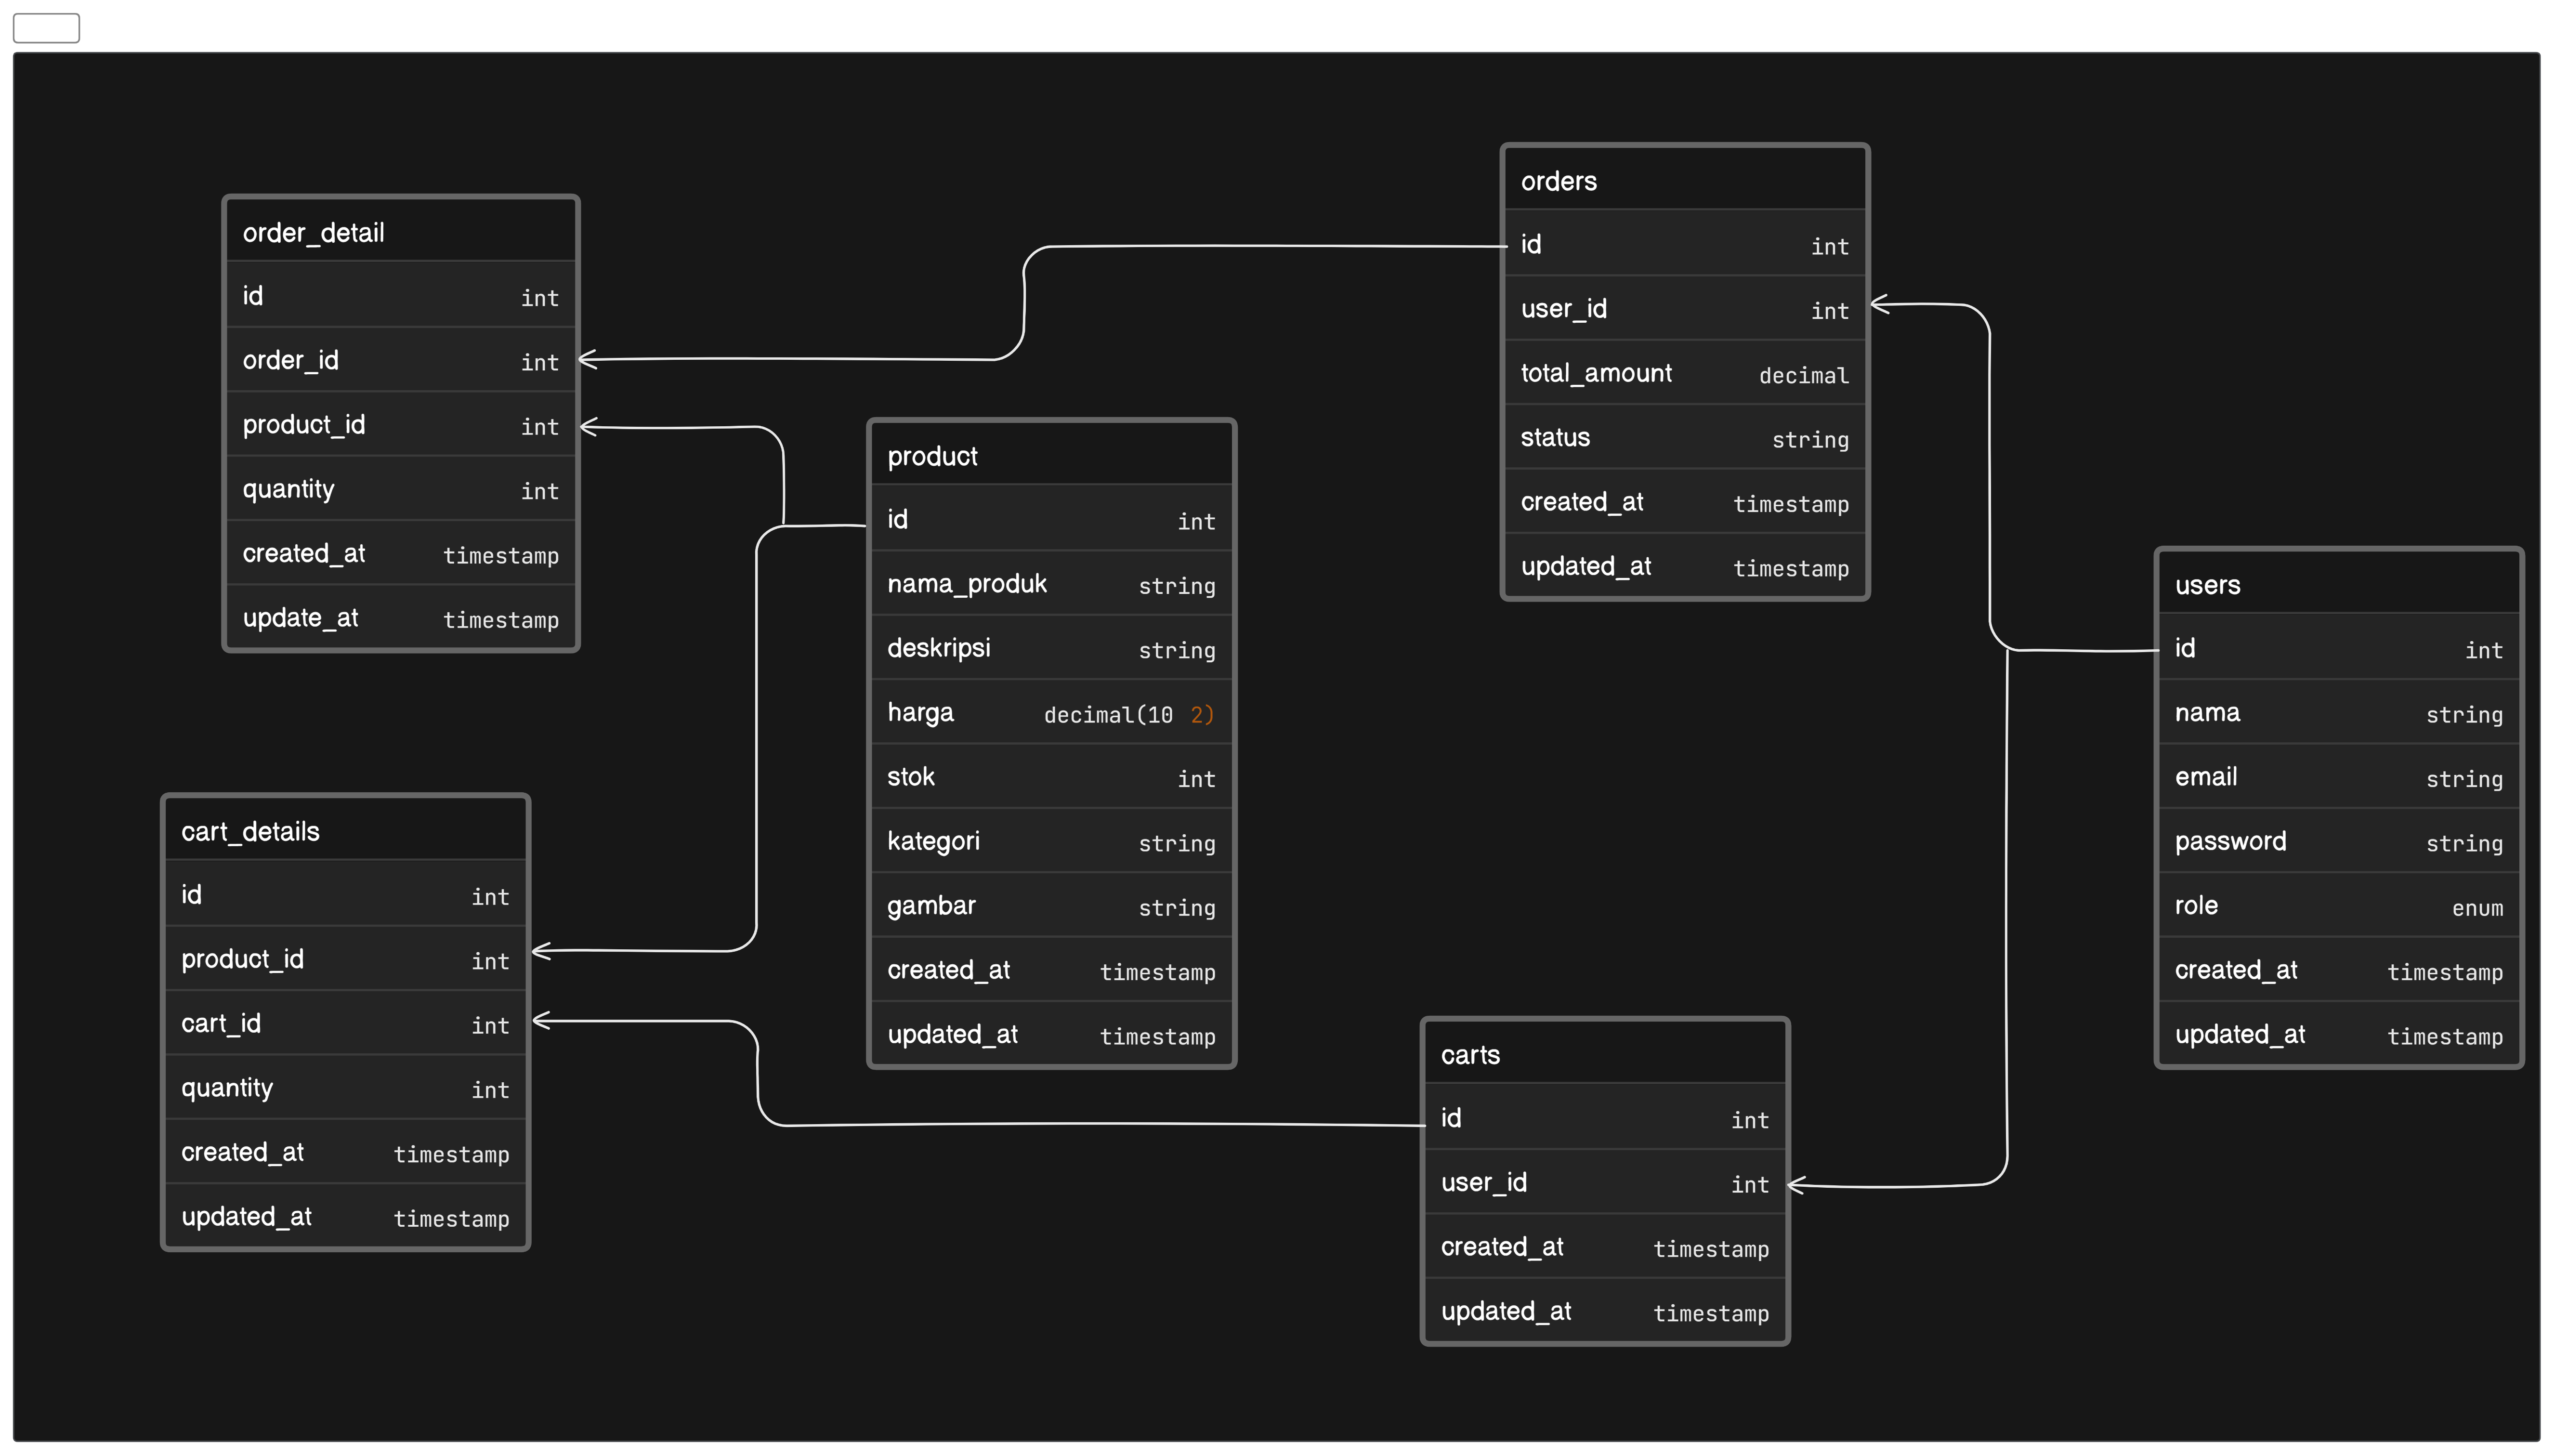 order_detail
id int
order_id int
product_id int
quantity int
created_at timestamp
update_at timestamp
orders
id int
user_id int
total_amount decimal
status string
created_at timestamp
updated_at timestamp
product
id int
nama_produk string
deskripsi string
harga decimal(10 2)
stok int
kategori string
gambar string
created_at timestamp
updated_at timestamp
users
id int
nama string
email string
password string
role enum
created_at timestamp
updated_at timestamp
cart_details
id int
product_id int
cart_id int
quantity int
created_at timestamp
updated_at timestamp
carts
id int
user_id int
created_at timestamp
updated_at timestamp